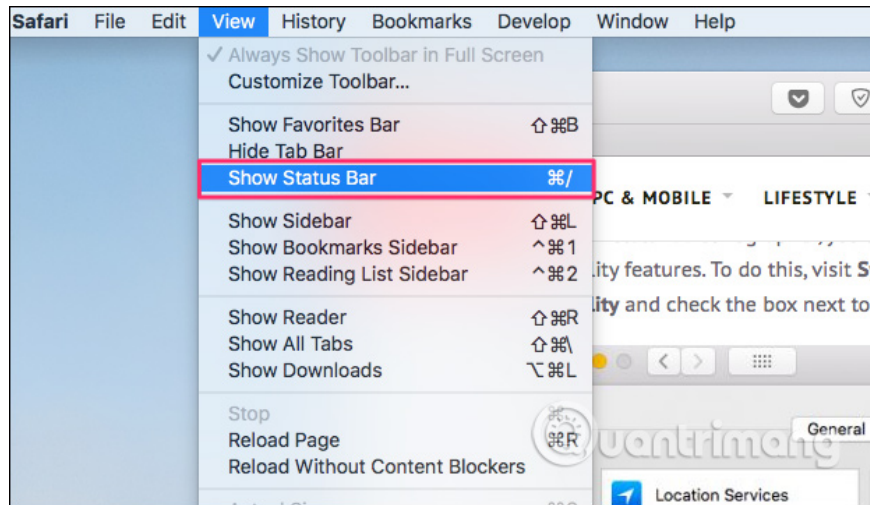 Safari File Edit View History Bookmarks Develop Window Help
✓ Always Show Toolbar in Full Screen
Customize Toolbar...
Show Favorites Bar ⇧⌘B
Hide Tab Bar
Show Status Bar ⌘/
PC & MOBILE LIFESTYLE
Show Sidebar ⇧⌘L
Show Bookmarks Sidebar ^⌘1
Show Reading List Sidebar ^⌘2
ity features. To do this, visit S
lity and check the box next to
Show Reader ⇧⌘R
Show All Tabs ⇧⌘\
Show Downloads ⌥⌘L
Stop ⌘.
Reload Page ⌘R
Reload Without Content Blockers
Quantrimang
General
Location Services